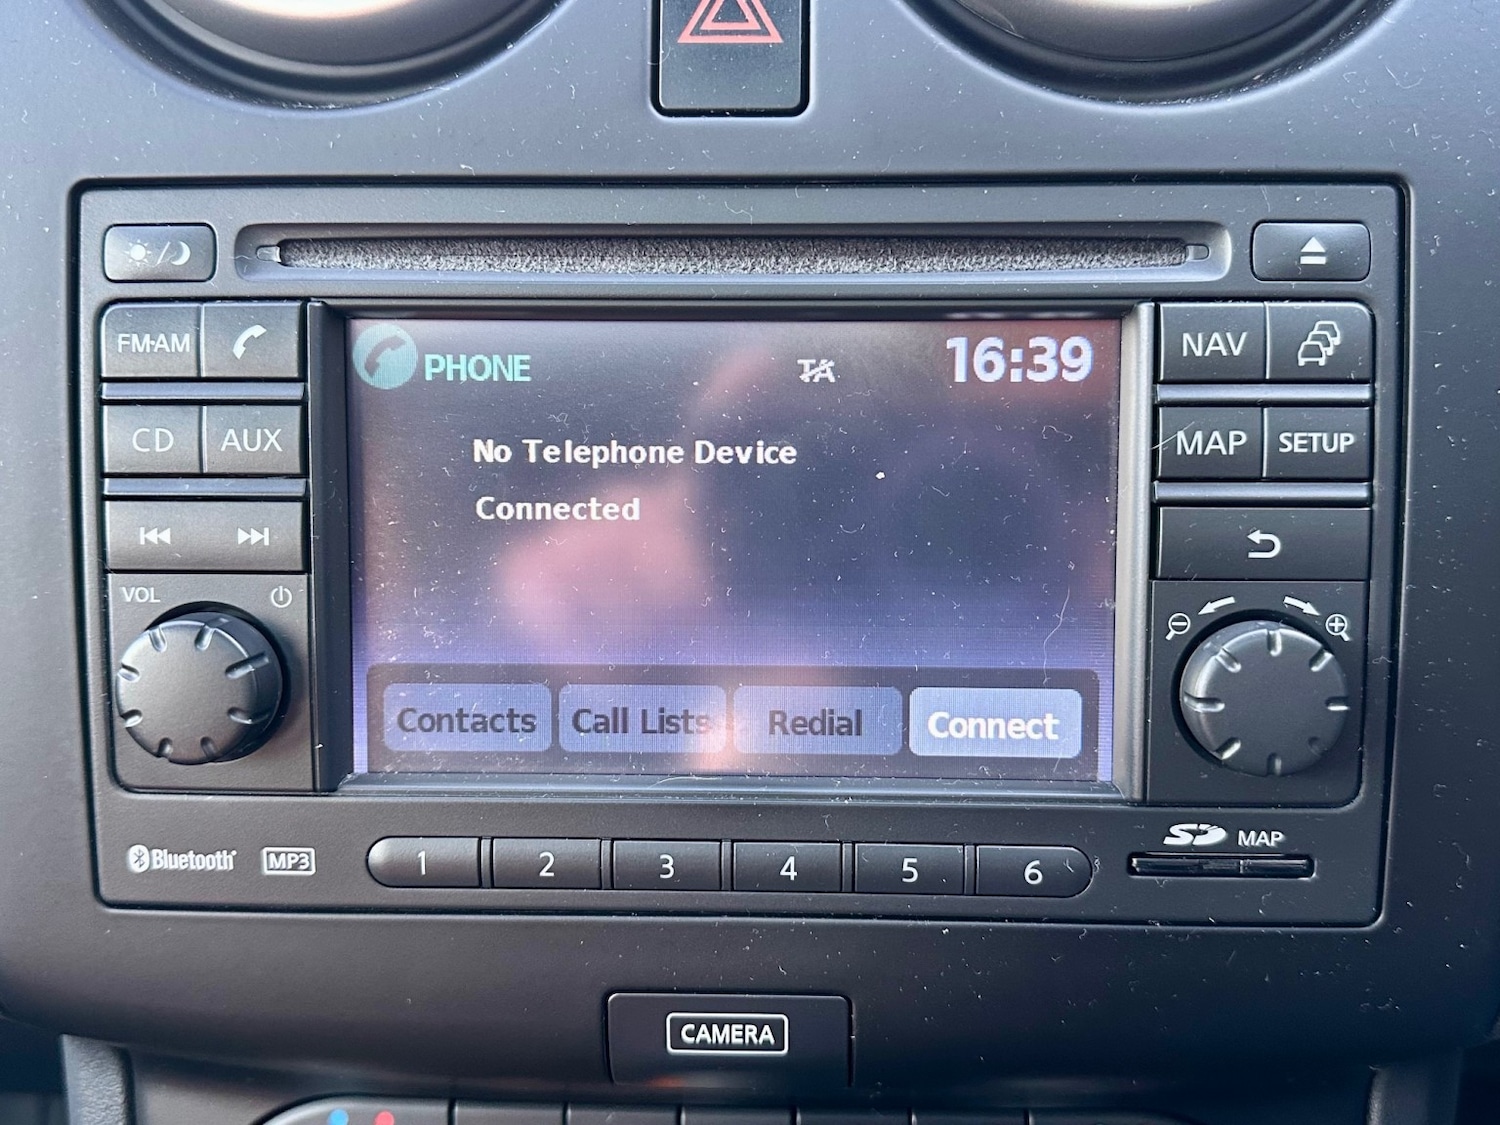 FM·AM
CD
AUX
VOL
PHONE
TA
16:39
No Telephone Device
Connected
Contacts
Call Lists
Redial
Connect
NAV
MAP
SETUP
Bluetooth
MP3
1 2 3 4 5 6
SD MAP
CAMERA